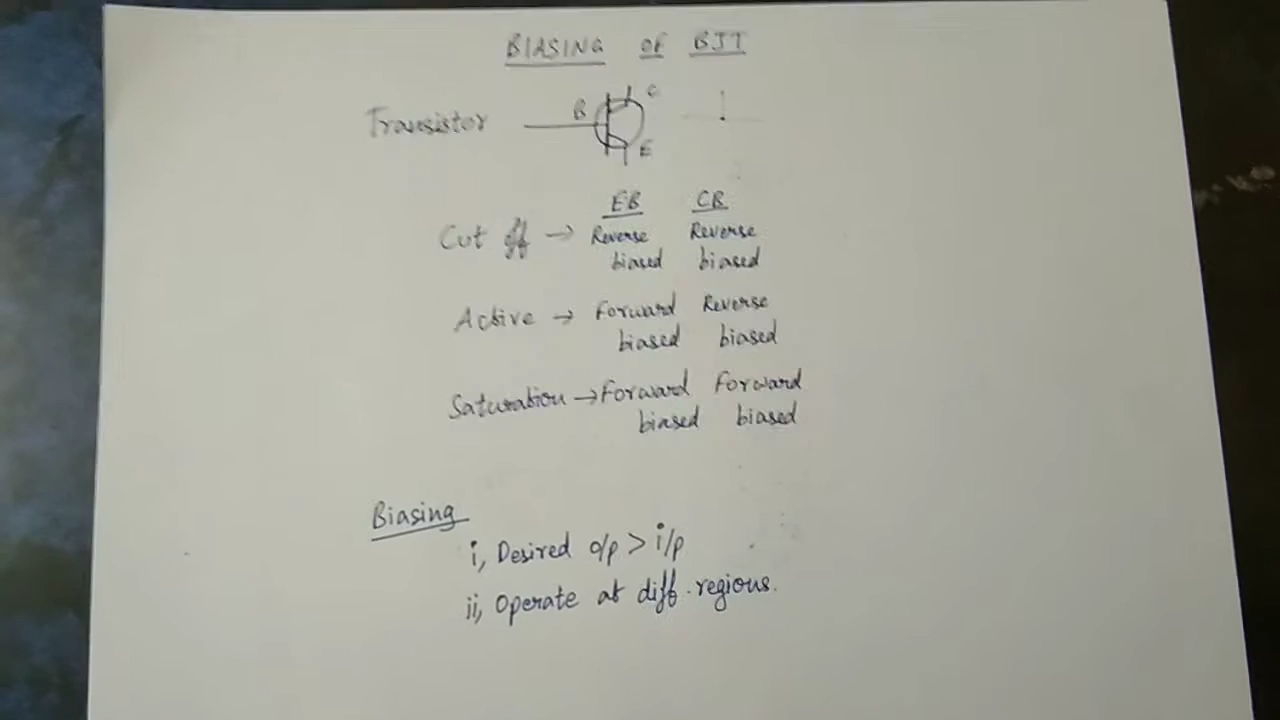 BIASING OF BJT
Transistor B C
E
EB CB
Cut off → Reverse Reverse
biased biased
Active → Forward Reverse
biased biased
Saturation → Forward Forward
biased biased
Biasing
i, Desired o/p > i/p
ii, Operate at diff. regions.